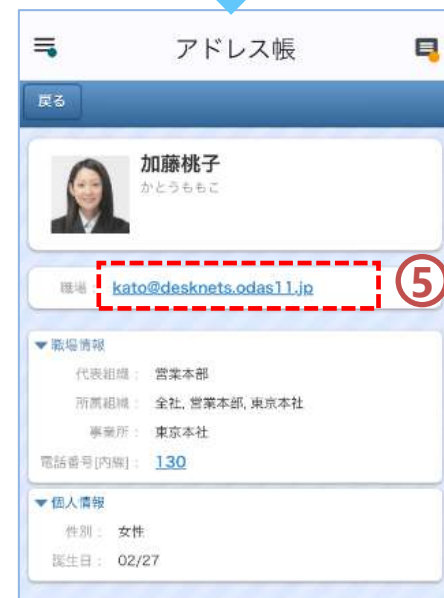 アドレス帳
戻る
加藤桃子
かとうももこ
職場： kato@desknets.odas11.jp
⑤
▼職場情報
代表組織： 営業本部
所属組織： 全社, 営業本部, 東京本社
事業所： 東京本社
電話番号[内線]： 130
▼個人情報
性別： 女性
誕生日： 02/27